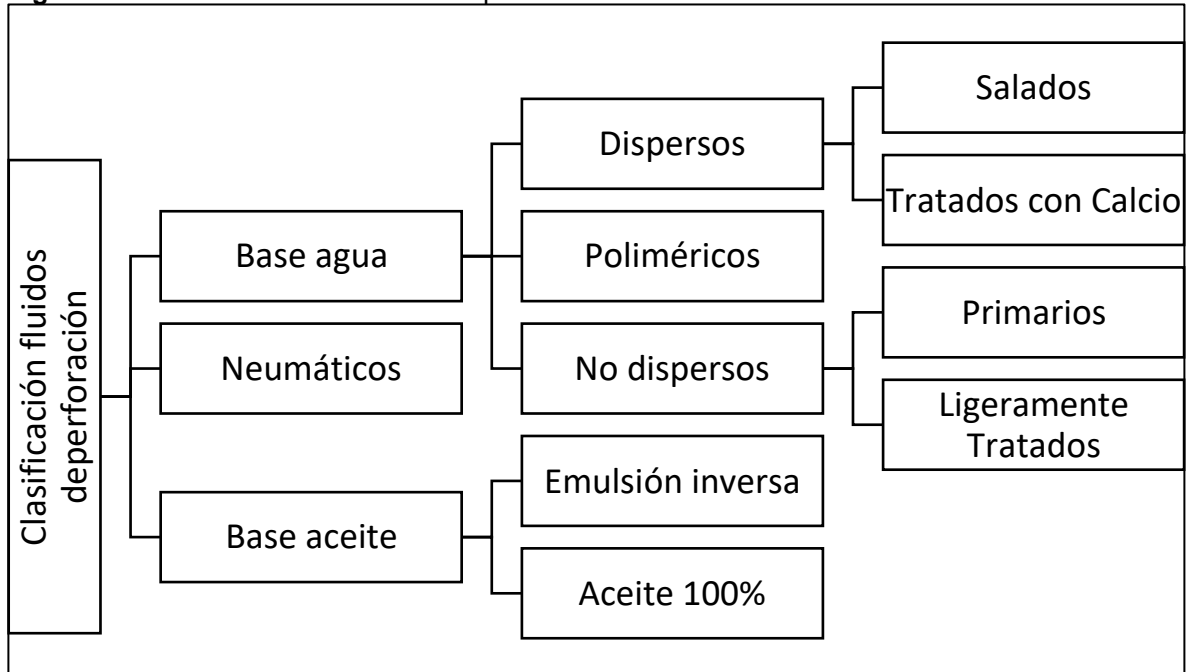 Clasificación fluidos
deperforación
Base agua
Neumáticos
Base aceite
Dispersos
Poliméricos
No dispersos
Emulsión inversa
Aceite 100%
Salados
Tratados con Calcio
Primarios
Ligeramente
Tratados